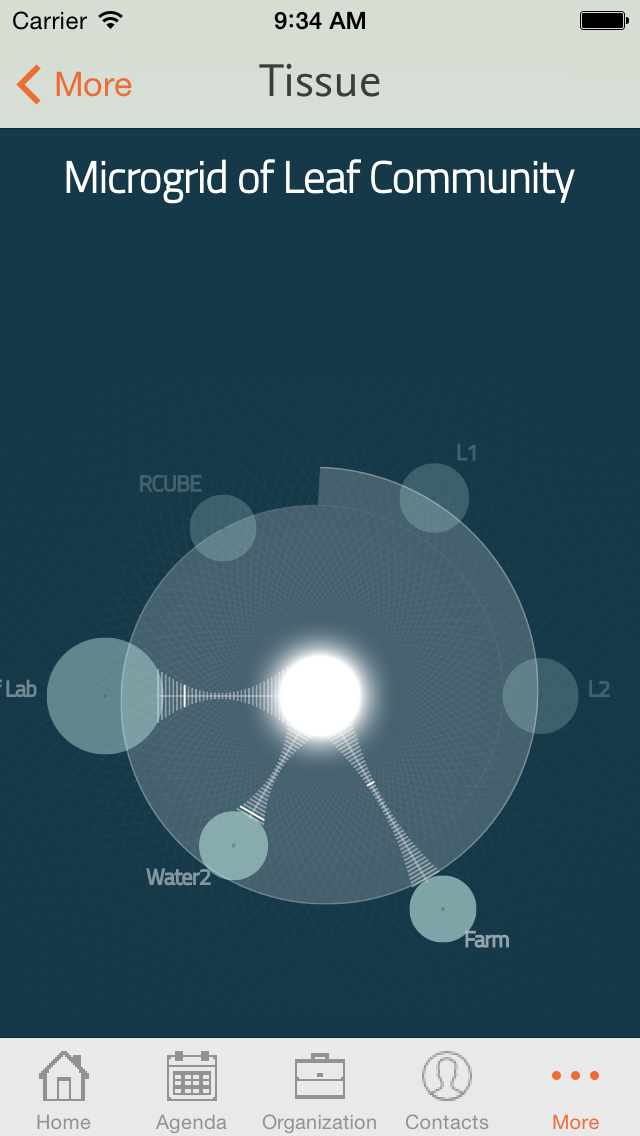 Carrier 9:34 AM
More Tissue
Microgrid of Leaf Community
L1
RCUBE
Lab
L2
Water2
Farm
Home Agenda Organization Contacts More